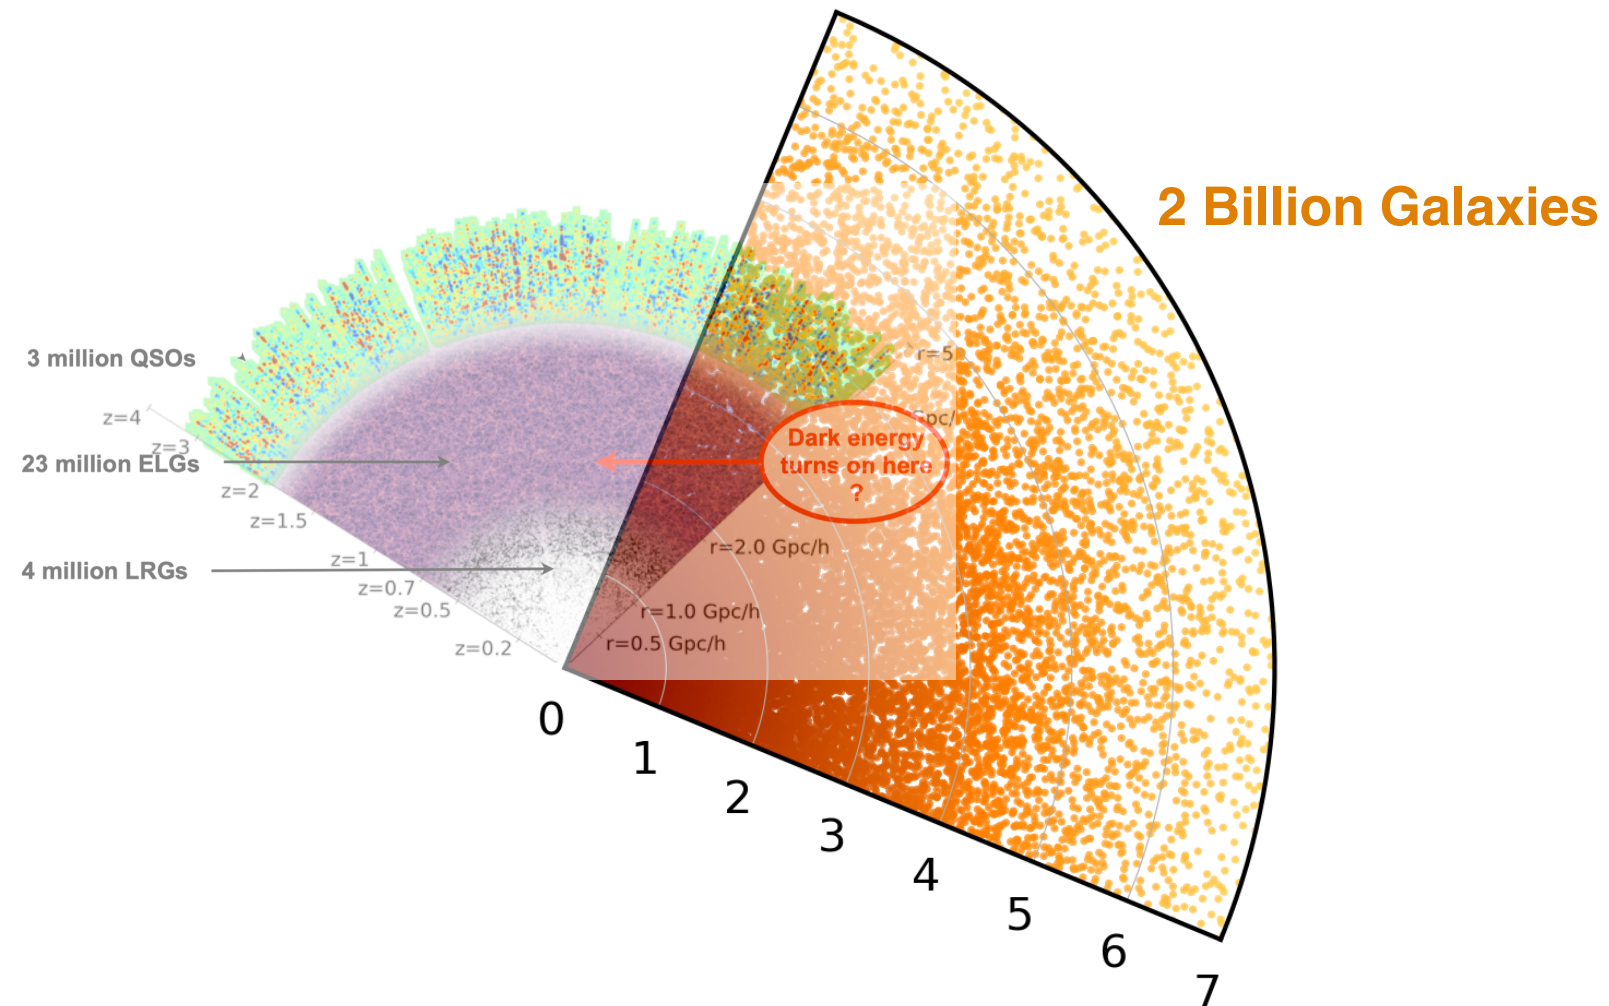 2 Billion Galaxies
3 million QSOs
r=5
z=4
Gpc/
z=3
Dark energy
turns on here
?
23 million ELGs
z=2
z=1.5
r=2.0 Gpc/h
z=1
4 million LRGs
z=0.7
z=0.5
r=1.0 Gpc/h
z=0.2
r=0.5 Gpc/h
0
1
2
3
4
5
6
7